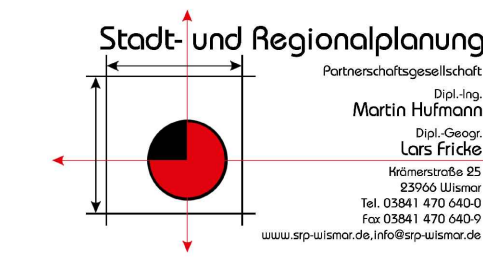 Stadt- und Regionalplanung
Partnerschaftsgesellschaft
Dipl.-Ing.
Martin Hufmann
Dipl.-Geogr.
Lars Fricke
Krämerstraße 25
23966 Wismar
Tel. 03841 470 640-0
Fax 03841 470 640-9
www.srp-wismar.de,info@srp-wismar.de